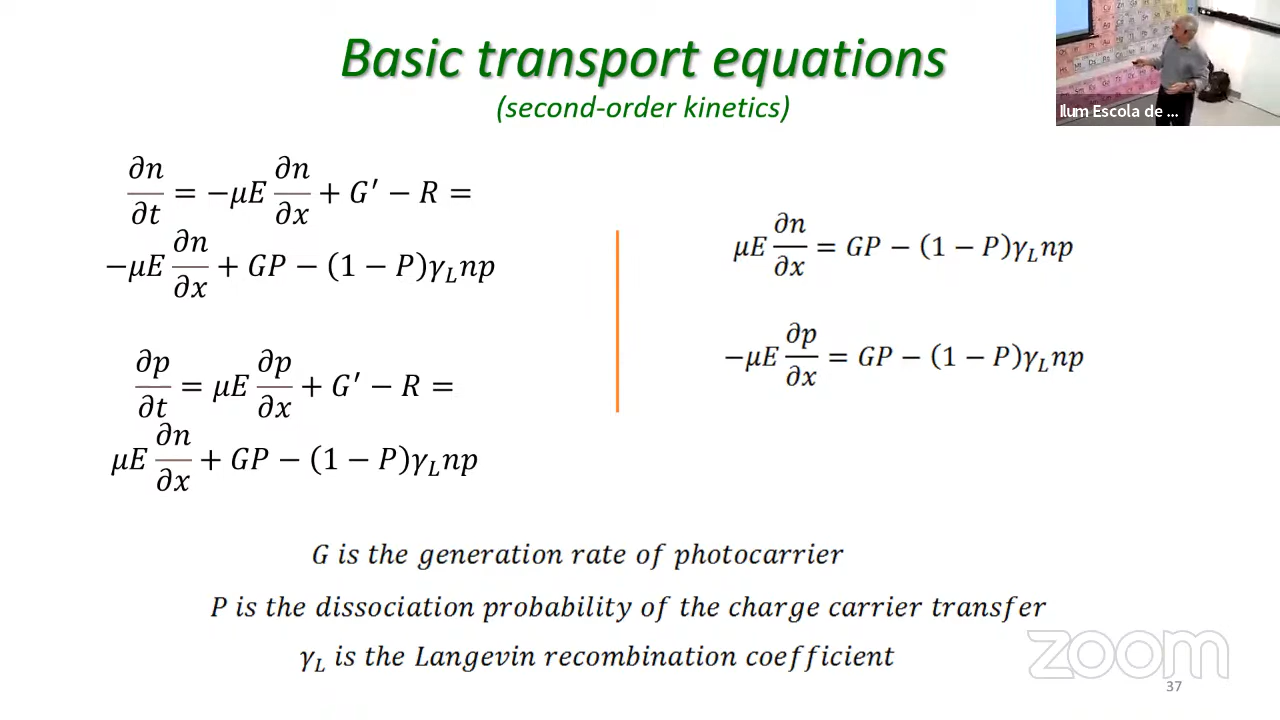 Basic transport equations
(second-order kinetics)
Ilum Escola de ...
∂n/∂t = −μE ∂n/∂x + G′ − R =
−μE ∂n/∂x + GP − (1 − P)γ_L np
∂p/∂t = μE ∂p/∂x + G′ − R =
μE ∂n/∂x + GP − (1 − P)γ_L np
μE ∂n/∂x = GP − (1 − P)γ_L np
−μE ∂p/∂x = GP − (1 − P)γ_L np
G is the generation rate of photocarrier
P is the dissociation probability of the charge carrier transfer
γ_L is the Langevin recombination coefficient
zoom
37